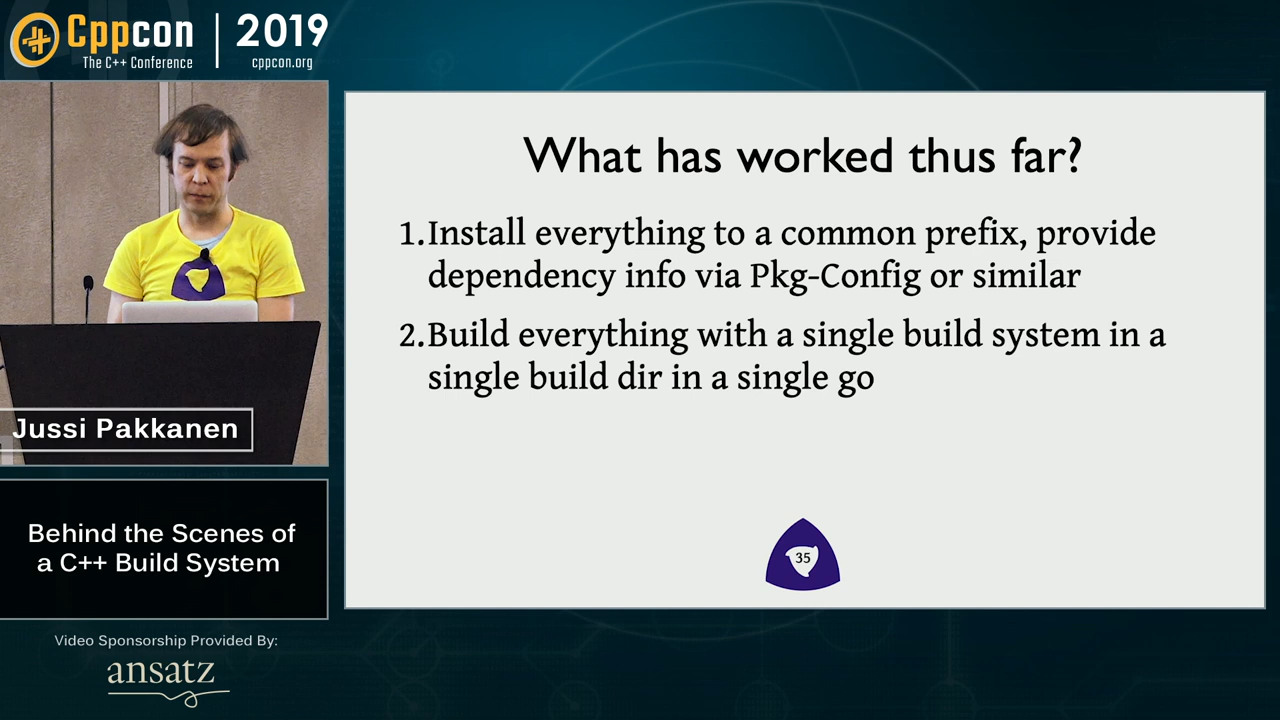 Cppcon
The C++ Conference
2019
cppcon.org
Jussi Pakkanen
Behind the Scenes of
a C++ Build System
Video Sponsorship Provided By:
ansatz
What has worked thus far?
1.Install everything to a common prefix, provide
dependency info via Pkg-Config or similar
2.Build everything with a single build system in a
single build dir in a single go
35